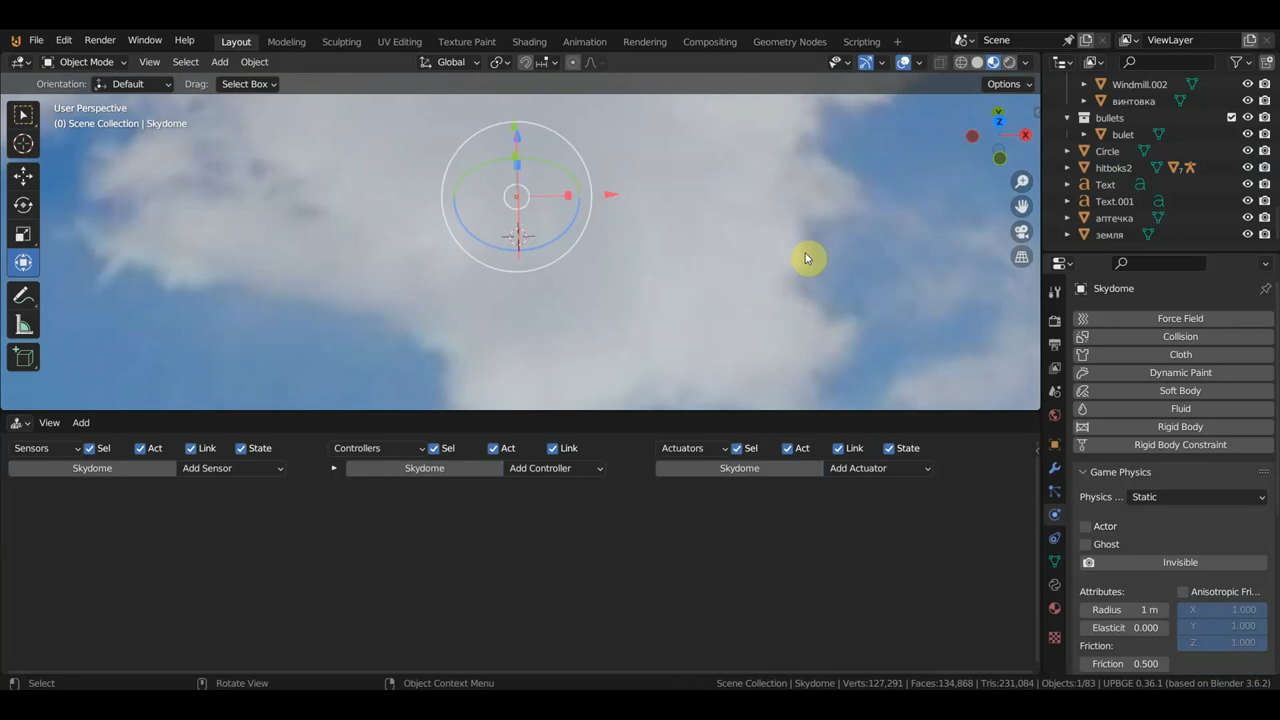 File Edit Render Window Help Layout Modeling Sculpting UV Editing Texture Paint Shading Animation Rendering Compositing Geometry Nodes Scripting + Scene ViewLayer
Object Mode View Select Add Object Global
Orientation: Default Drag: Select Box Options
User Perspective
(0) Scene Collection | Skydome
Windmill.002
винтовка
bullets
bulet
Circle
hitboks2 7
Text
Text.001
аптечка
земля
Y
Z
X
Skydome
Force Field
Collision
Cloth
Dynamic Paint
Soft Body
Fluid
Rigid Body
Rigid Body Constraint
Game Physics
Physics ... Static
Actor
Ghost
Invisible
Attributes: Anisotropic Fri...
Radius 1 m X 1.000
Elasticit 0.000 Y 1.000
Friction: Z 1.000
Friction 0.500
View Add
Sensors Sel Act Link State Controllers Sel Act Link Actuators Sel Act Link State
Skydome Add Sensor Skydome Add Controller Skydome Add Actuator
Select Rotate View Object Context Menu Scene Collection | Skydome | Verts:127,291 | Faces:134,868 | Tris:231,084 | Objects:1/83 | UPBGE 0.36.1 (based on Blender 3.6.2)